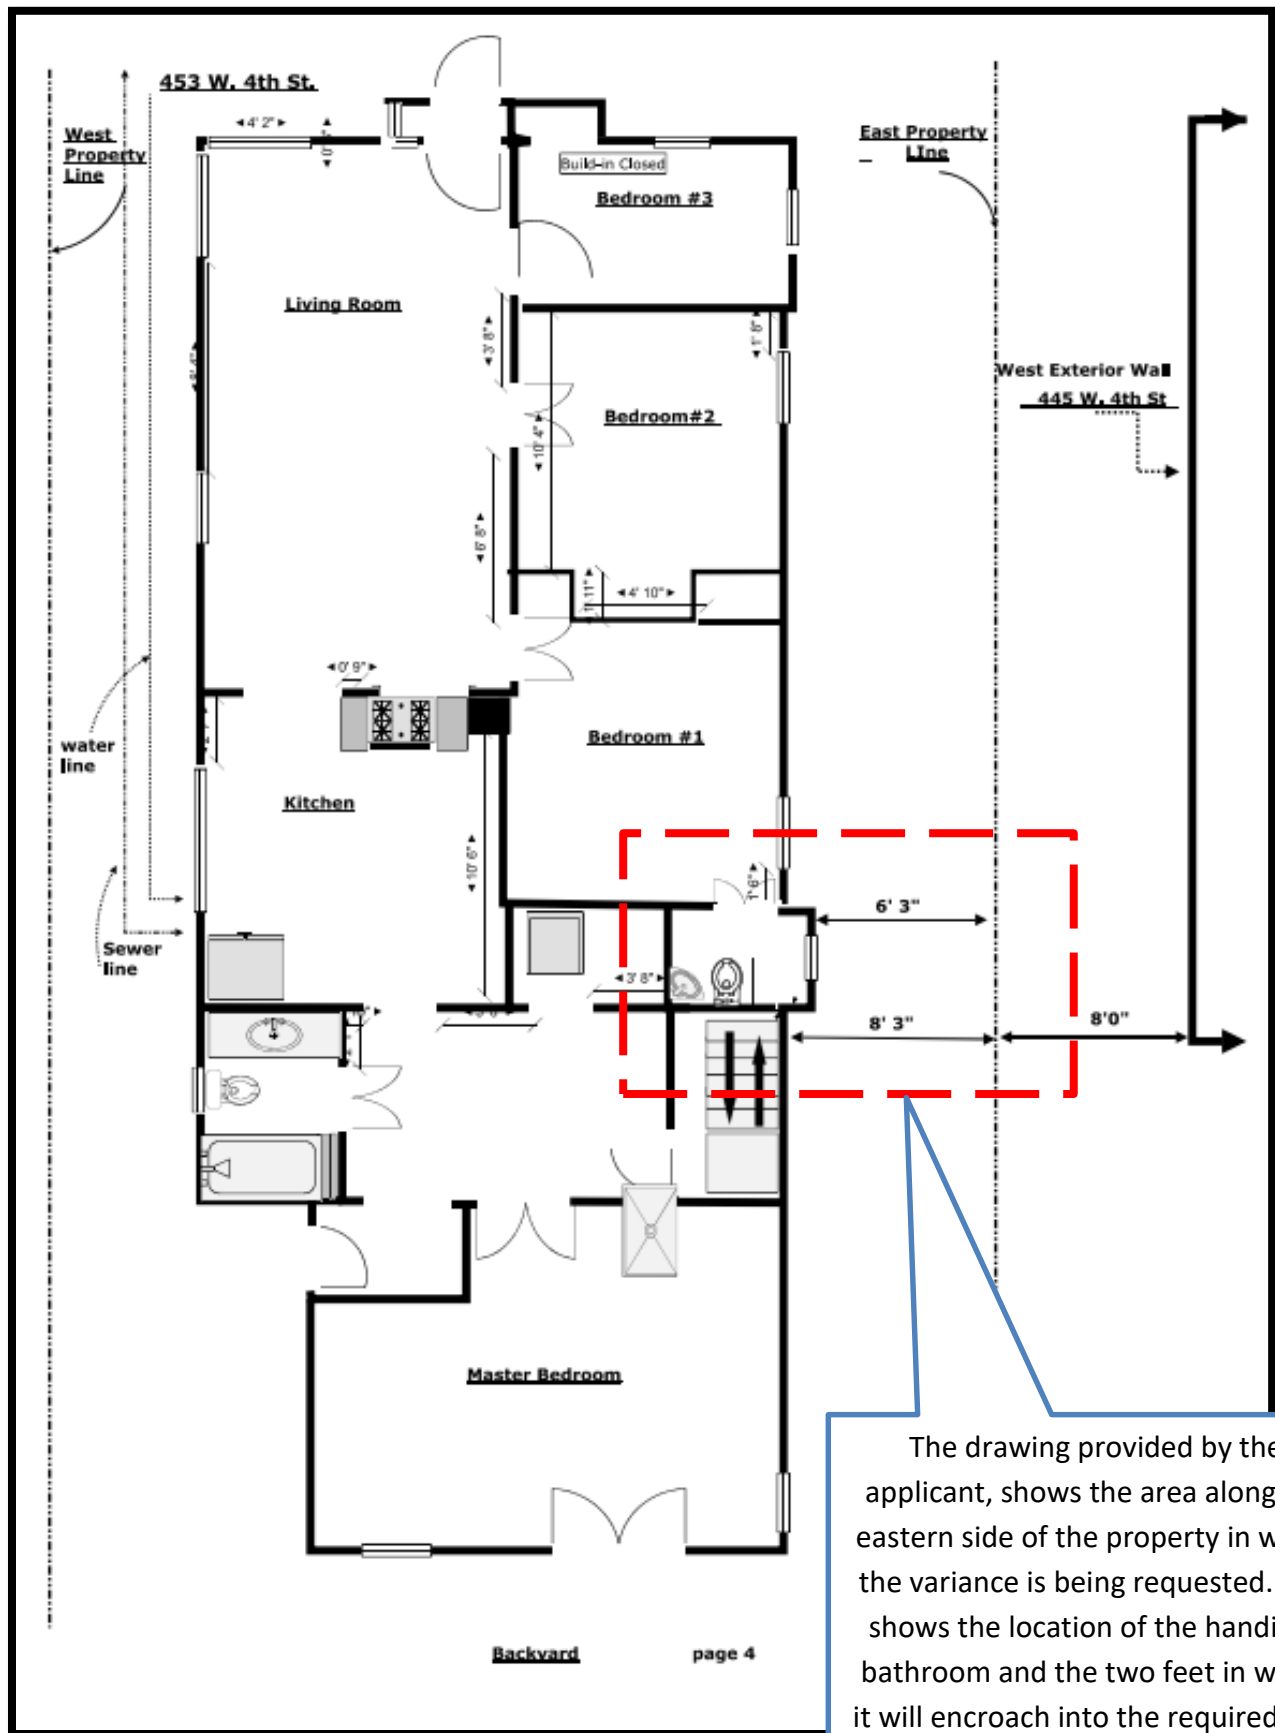 453 W. 4th St.
West
Property
Line
4' 2"
East Property
LIne
Build-in Closed
Bedroom #3
Living Room
3' 8"
1' 8"
West Exterior Wall
445 W. 4th St
Bedroom#2
10' 4"
6' 8"
4' 10"
0' 9"
water
line
Bedroom #1
Kitchen
10' 6"
1' 6"
6' 3"
Sewer
line
3' 8"
8' 3"
8'0"
Master Bedroom
The drawing provided by the
applicant, shows the area along
eastern side of the property in w
the variance is being requested.
shows the location of the handi
bathroom and the two feet in w
it will encroach into the required
Backyard
page 4